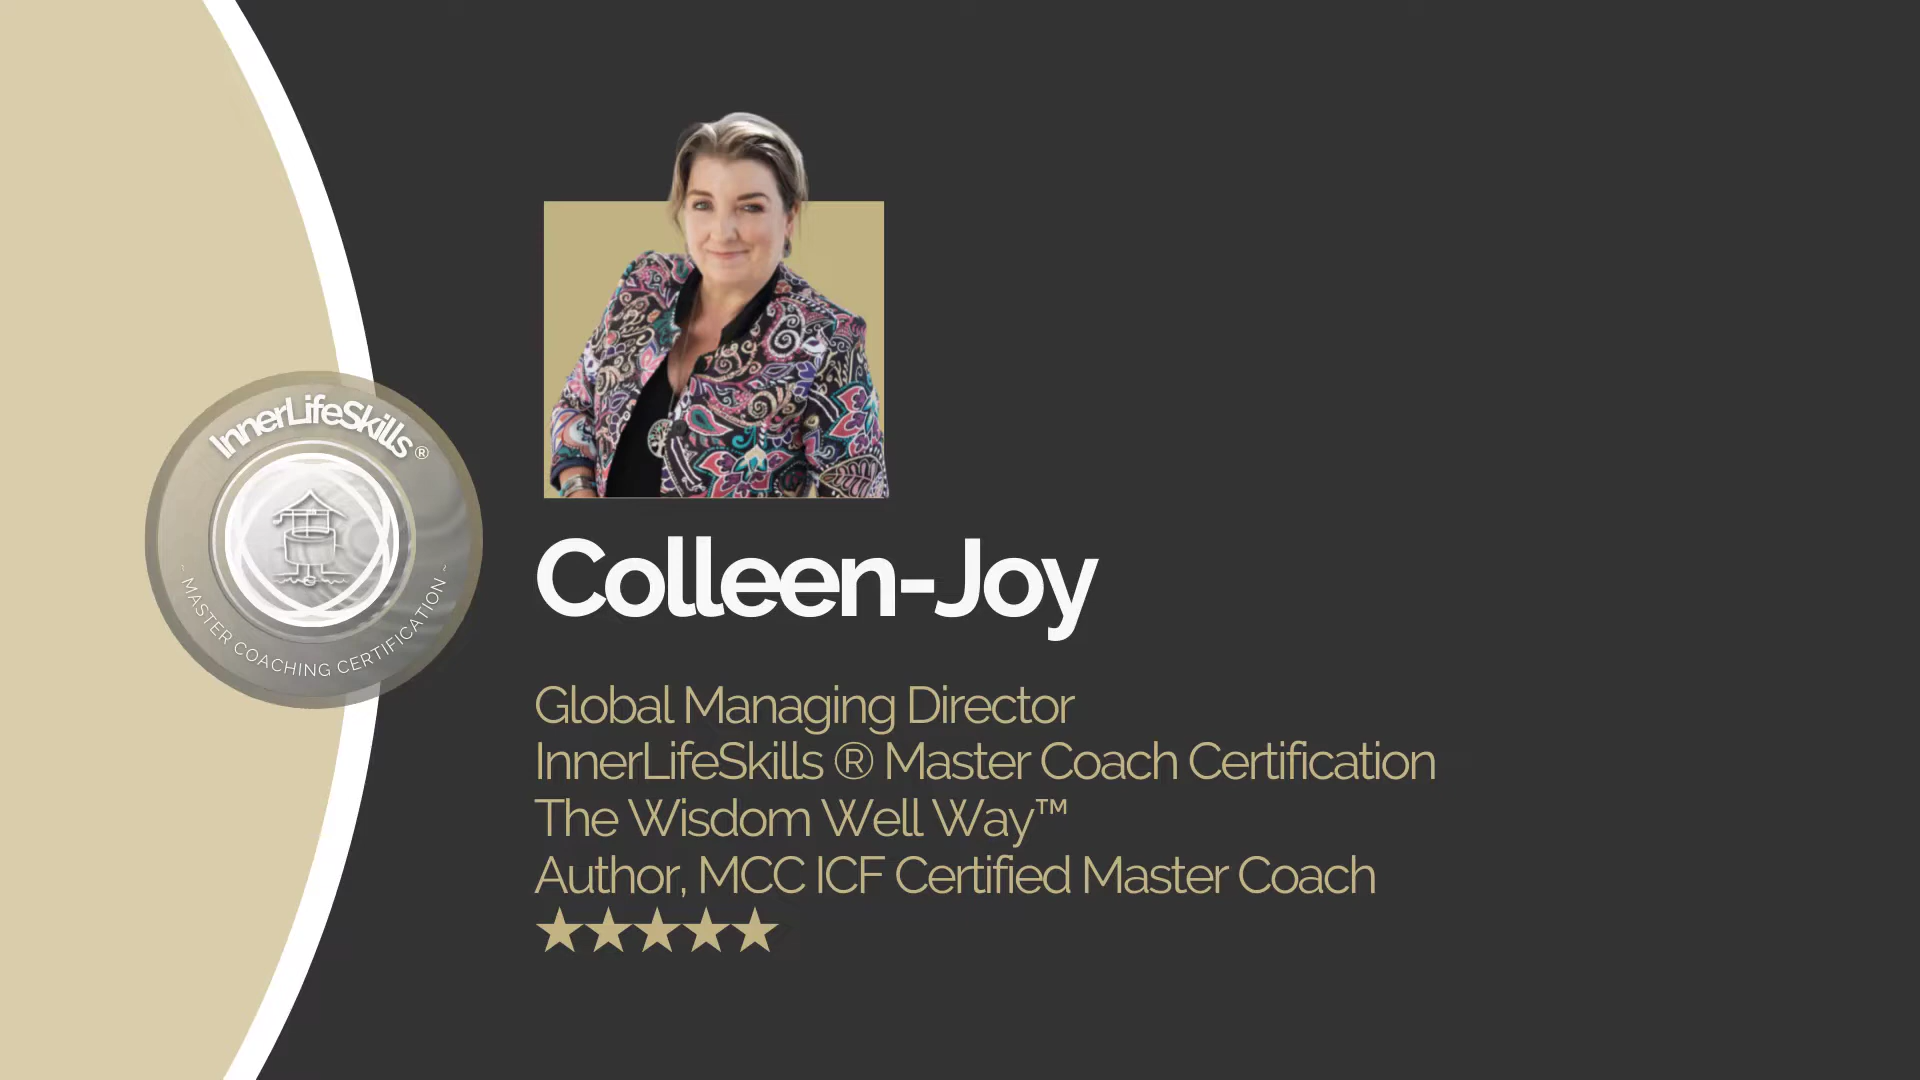 InnerLifeSkills ®
~ MASTER COACHING CERTIFICATION ~
Colleen-Joy
Global Managing Director
InnerLifeSkills ® Master Coach Certification
The Wisdom Well Way™
Author, MCC ICF Certified Master Coach
★★★★★